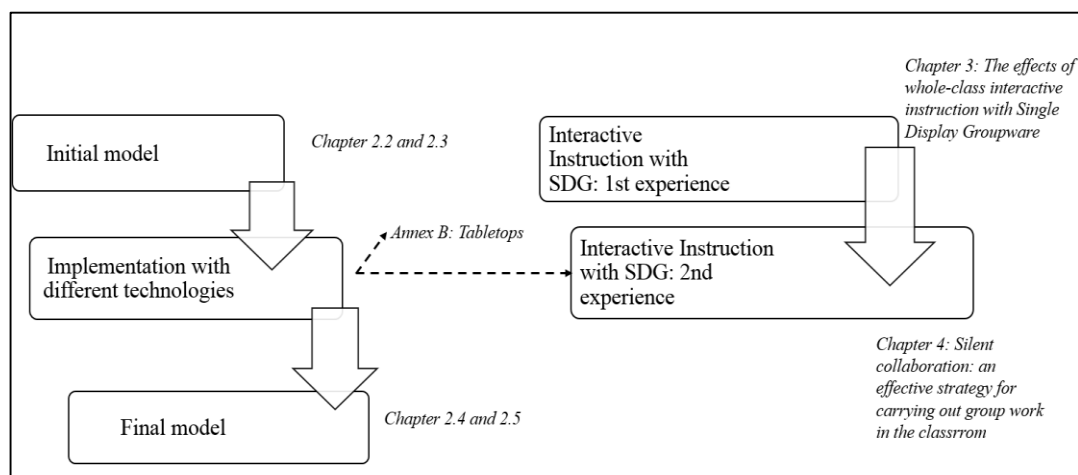 Initial model
Chapter 2.2 and 2.3
Implementation with
different technologies
Annex B: Tabletops
Final model
Chapter 2.4 and 2.5
Chapter 3: The effects of
whole-class interactive
instruction with Single
Display Groupware
Interactive
Instruction with
SDG: 1st experience
Interactive Instruction
with SDG: 2nd
experience
Chapter 4: Silent
collaboration: an
effective strategy for
carrying out group work
in the classrrom